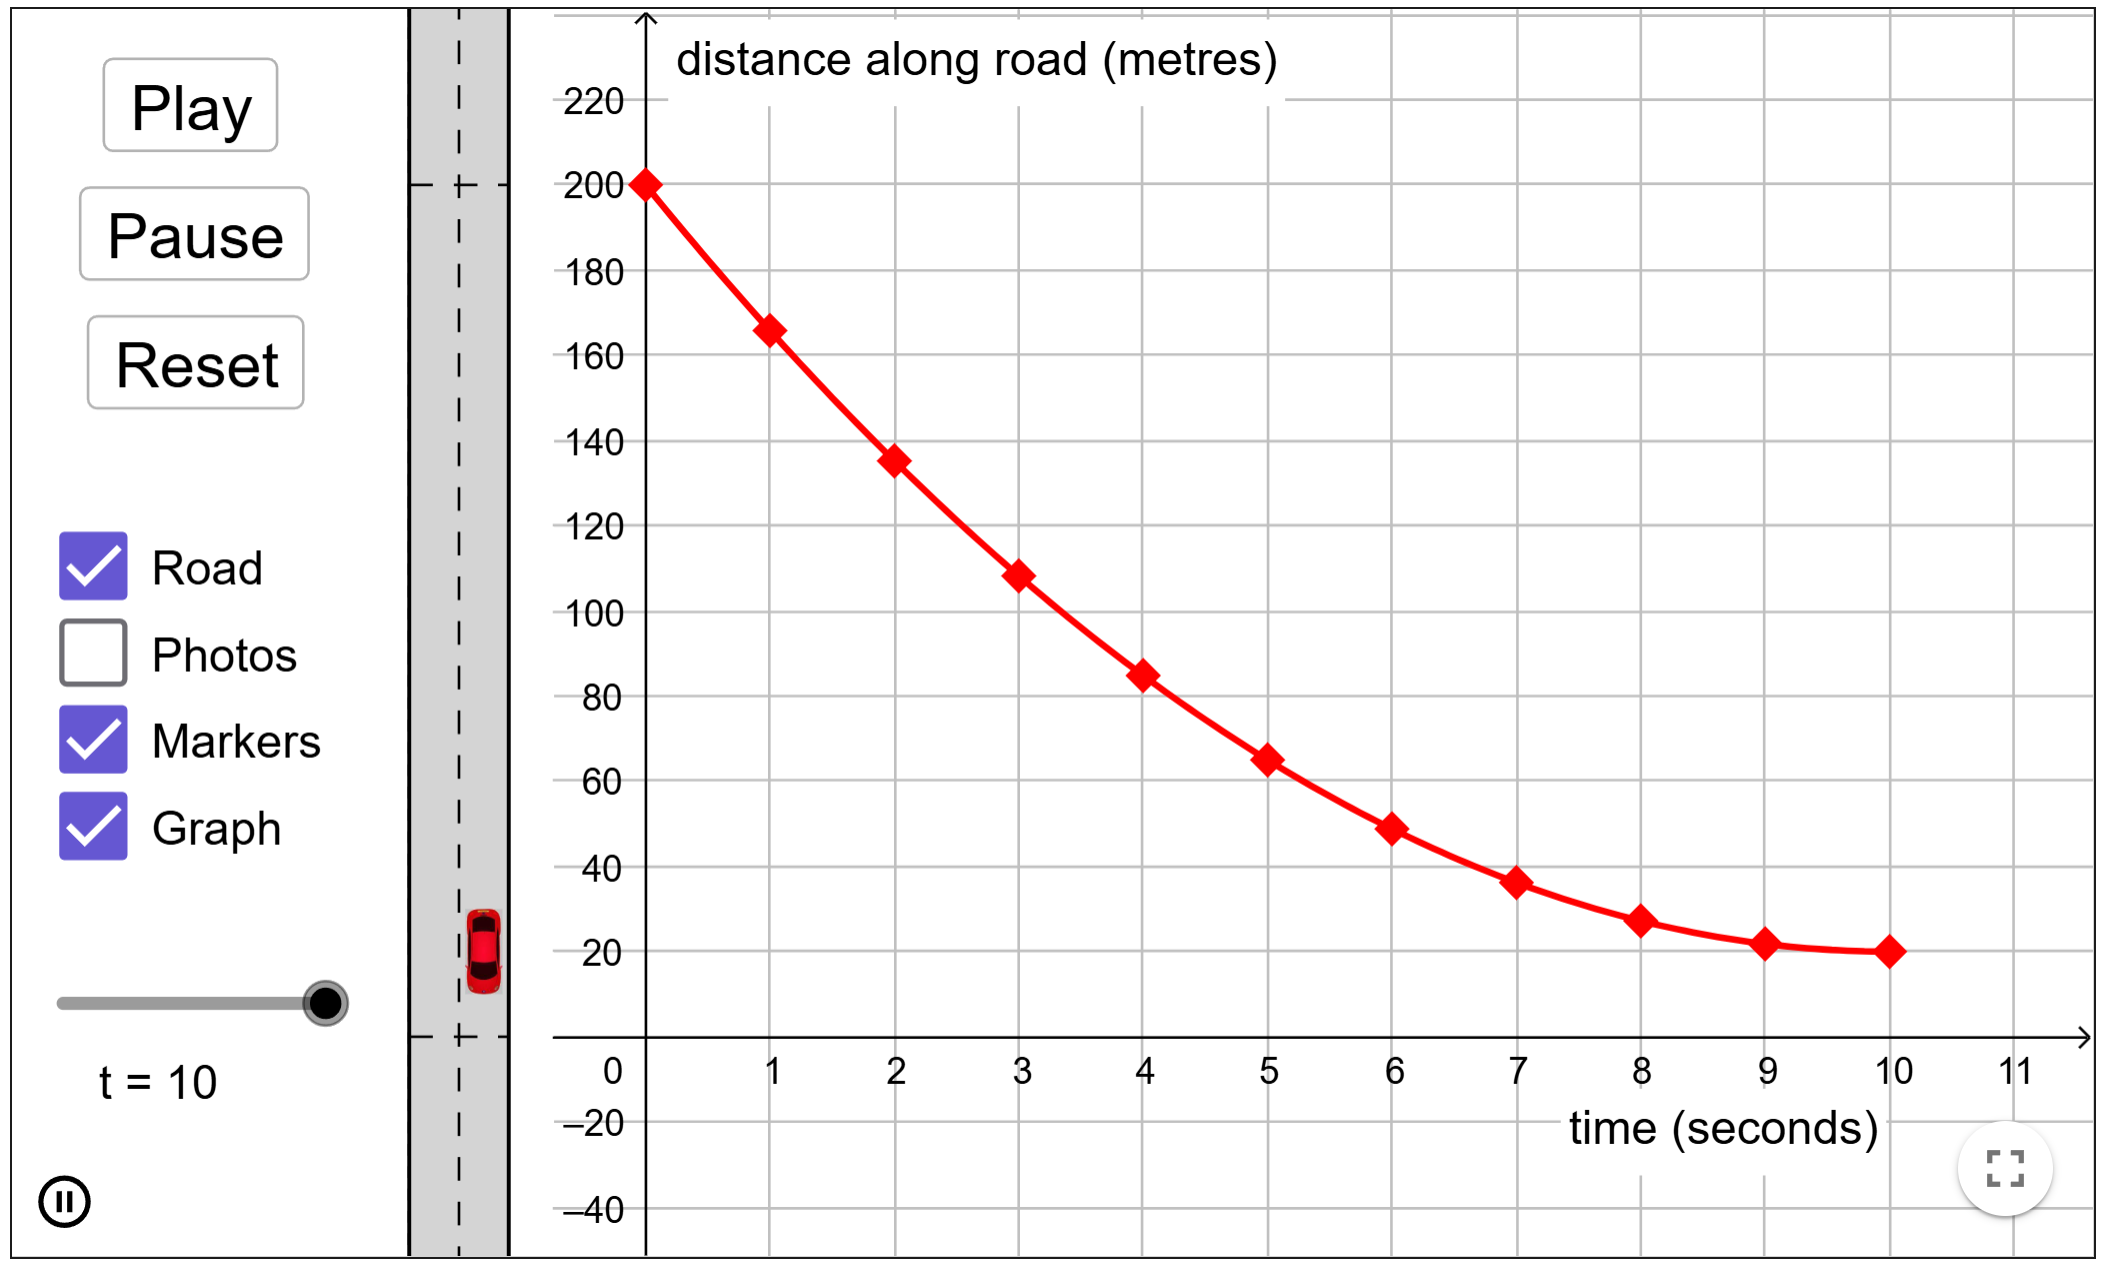 Play
Pause
Reset
Road
Photos
Markers
Graph
t = 10
distance along road (metres)
220
200
180
160
140
120
100
80
60
40
20
0
1 2 3 4 5 6 7 8 9 10 11
–20
time (seconds)
–40